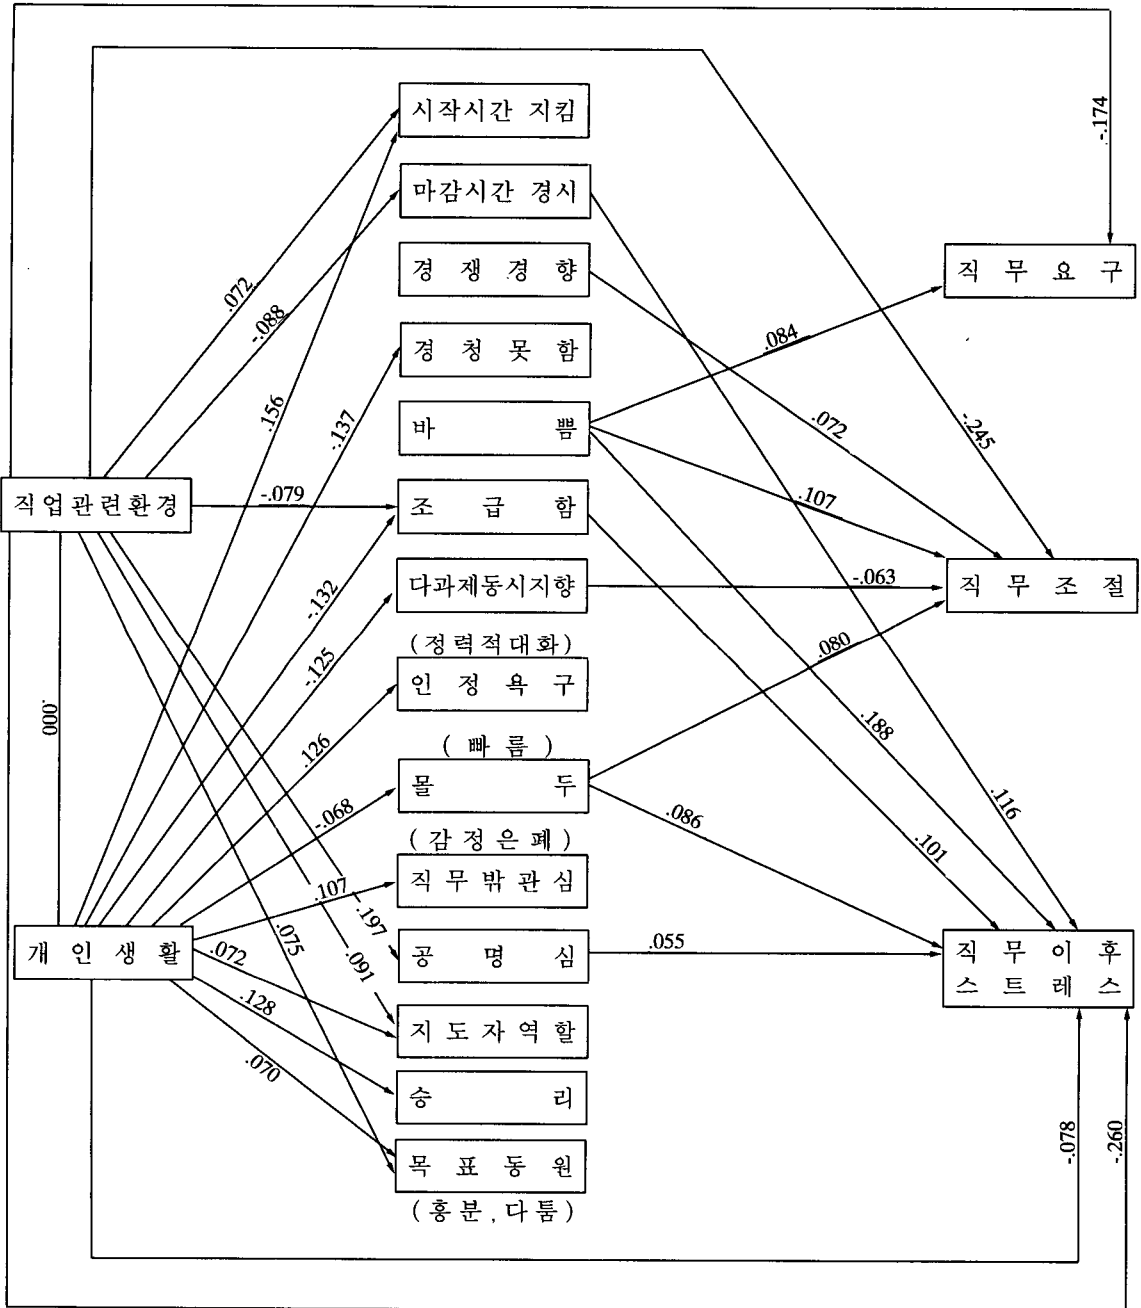 시작시간 지킴
-.174
마감시간 경시
경쟁경향
직무요구
.072
-.088
.084
경청못함
.156
.137
바쁨
.072
-.245
직업관련환경
-.079
조급함
.107
다과제동시지향
-.063
직무조절
-.132
(정력적대화)
.080
-.125
인정욕구
.000
.126
(빠름)
.188
몰두
-.068
.086
.116
(감정은폐)
.101
직무밖관심
.107
.197
개인생활
.075
공명심
.055
직무이후
스트레스
.072
.091
.128
지도자역할
.070
승리
-.078
-.260
목표동원
(흥분,다툼)